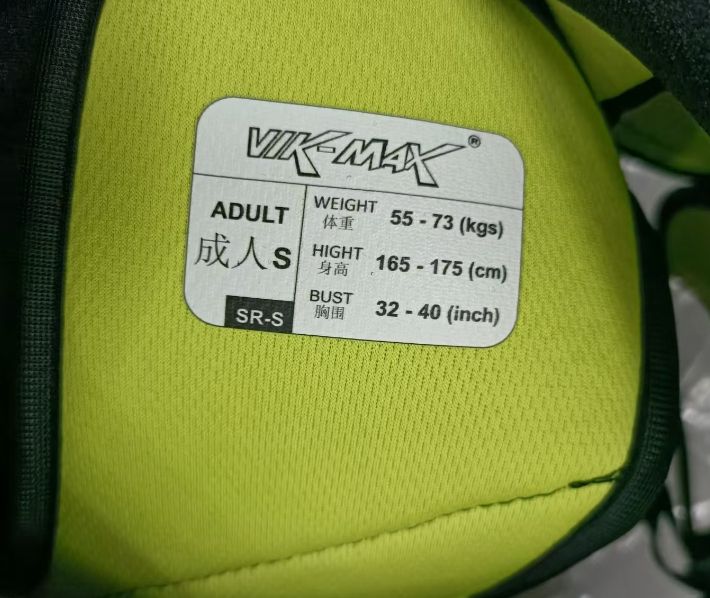 VIK-MAX®
ADULT
成人S
SR-S
WEIGHT 55 - 73 (kgs)
体重
HIGHT 165 - 175 (cm)
身高
BUST 32 - 40 (inch)
胸围